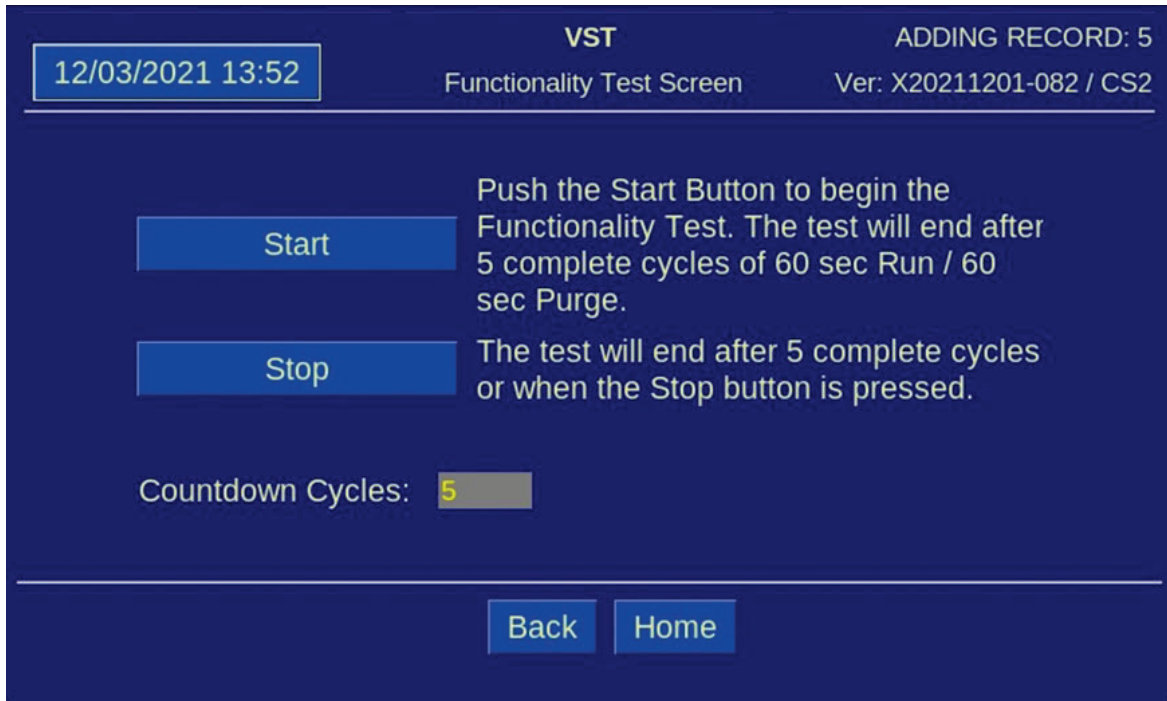 VST
ADDING RECORD: 5
12/03/2021 13:52
Functionality Test Screen
Ver: X20211201-082 / CS2
Start
Push the Start Button to begin the
Functionality Test. The test will end after
5 complete cycles of 60 sec Run / 60
sec Purge.
Stop
The test will end after 5 complete cycles
or when the Stop button is pressed.
Countdown Cycles: 5
Back
Home